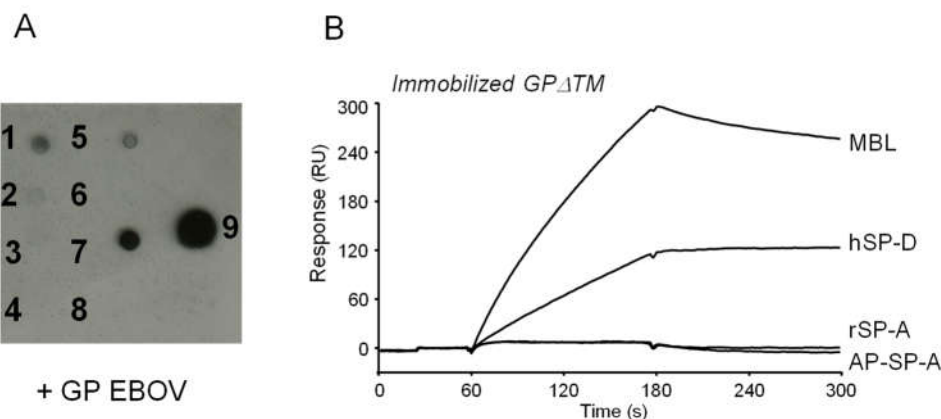 A
B
1 5
2 6
3 7
9
4 8
+ GP EBOV
Immobilized GPΔTM
Response (RU)
300
240
180
120
60
0
0 60 120 180 240 300
Time (s)
MBL
hSP-D
rSP-A
AP-SP-A